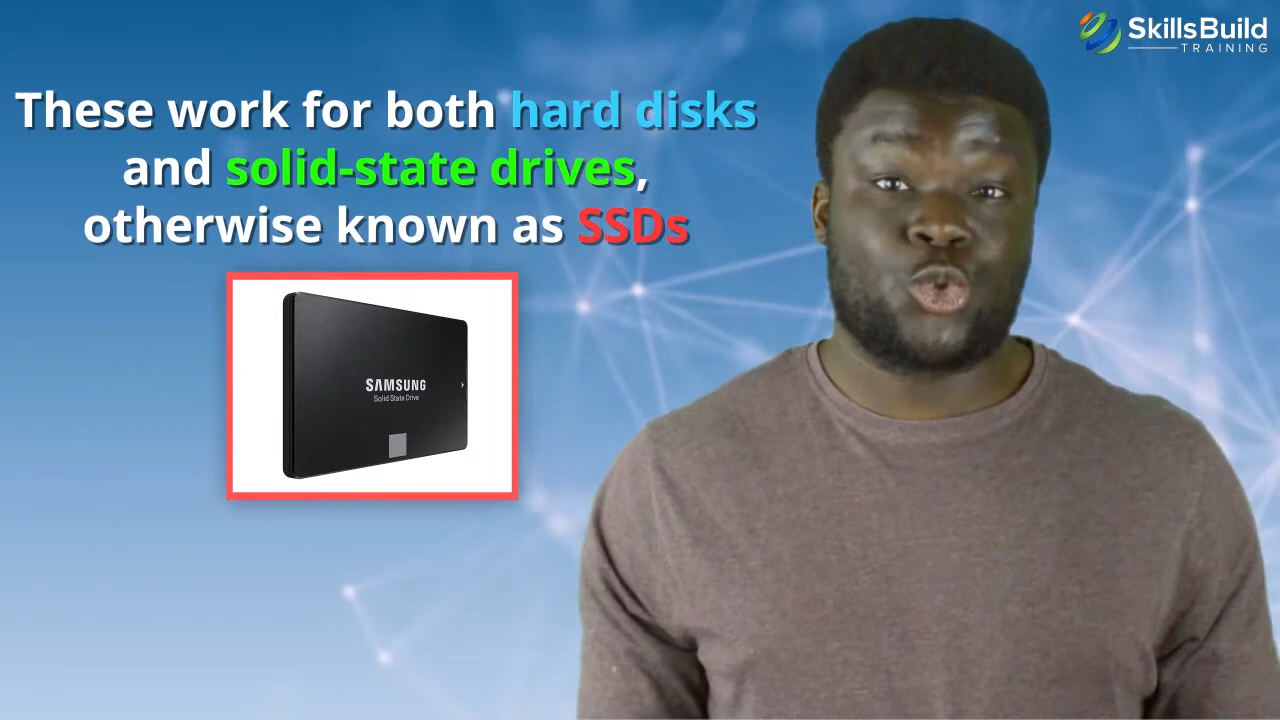 SkillsBuild
TRAINING
These work for both hard disks
and solid-state drives,
otherwise known as SSDs
SAMSUNG
Solid State Drive